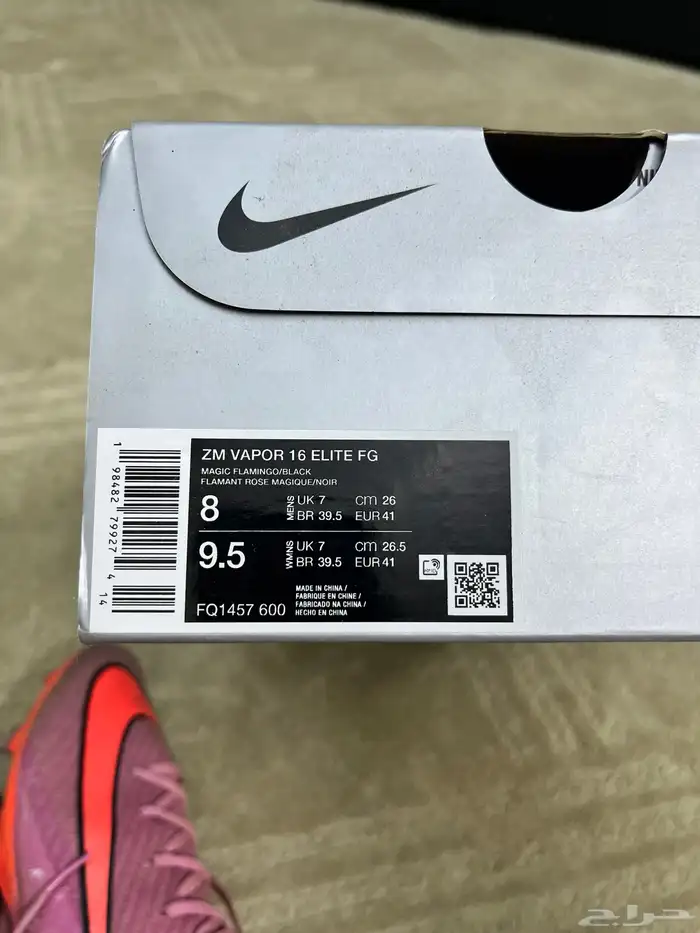 ZM VAPOR 16 ELITE FG
MAGIC FLAMINGO/BLACK
FLAMANT ROSE MAGIQUE/NOIR
8 MENS UK 7 cm 26
BR 39.5 EUR 41
9.5 WMNS UK 7 cm 26.5
BR 39.5 EUR 41
FQ1457 600
MADE IN CHINA /
FABRIQUE EN CHINE /
FABRICADO NA CHINA /
HECHO EN CHINA
1 98482 79927 4 14
حراج